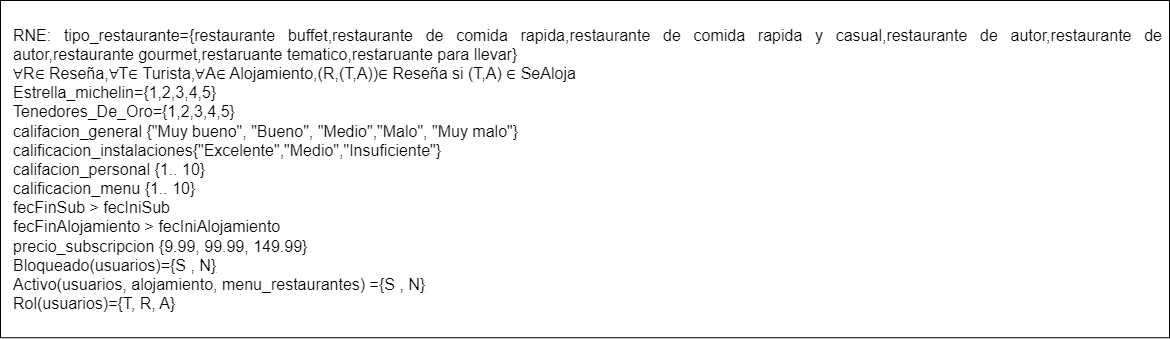 RNE: tipo_restaurante={restaurante buffet,restaurante de comida rapida,restaurante de comida rapida y casual,restaurante de autor,restaurante de
autor,restaurante gourmet,restaruante tematico,restaruante para llevar}
∀R∈ Reseña,∀T∈ Turista,∀A∈ Alojamiento,(R,(T,A))∈ Reseña si (T,A) ∈ SeAloja
Estrella_michelin={1,2,3,4,5}
Tenedores_De_Oro={1,2,3,4,5}
califacion_general {"Muy bueno", "Bueno", "Medio","Malo", "Muy malo"}
calificacion_instalaciones{"Excelente","Medio","Insuficiente"}
califacion_personal {1.. 10}
calificacion_menu {1.. 10}
fecFinSub > fecIniSub
fecFinAlojamiento > fecIniAlojamiento
precio_subscripcion {9.99, 99.99, 149.99}
Bloqueado(usuarios)={S , N}
Activo(usuarios, alojamiento, menu_restaurantes) ={S , N}
Rol(usuarios)={T, R, A}